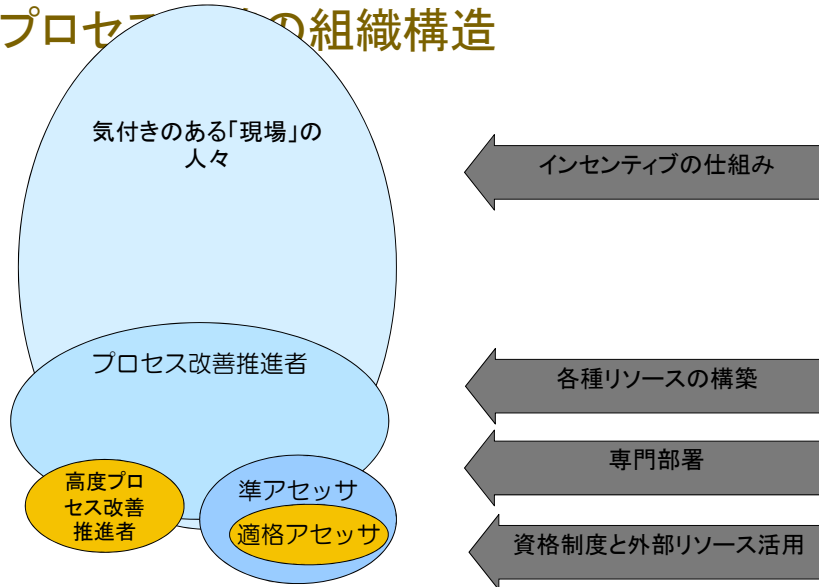 プロセスの組織構造
気付きのある「現場」の
人々
インセンティブの仕組み
プロセス改善推進者
各種リソースの構築
専門部署
高度プロ
セス改善
推進者
準アセッサ
適格アセッサ
資格制度と外部リソース活用